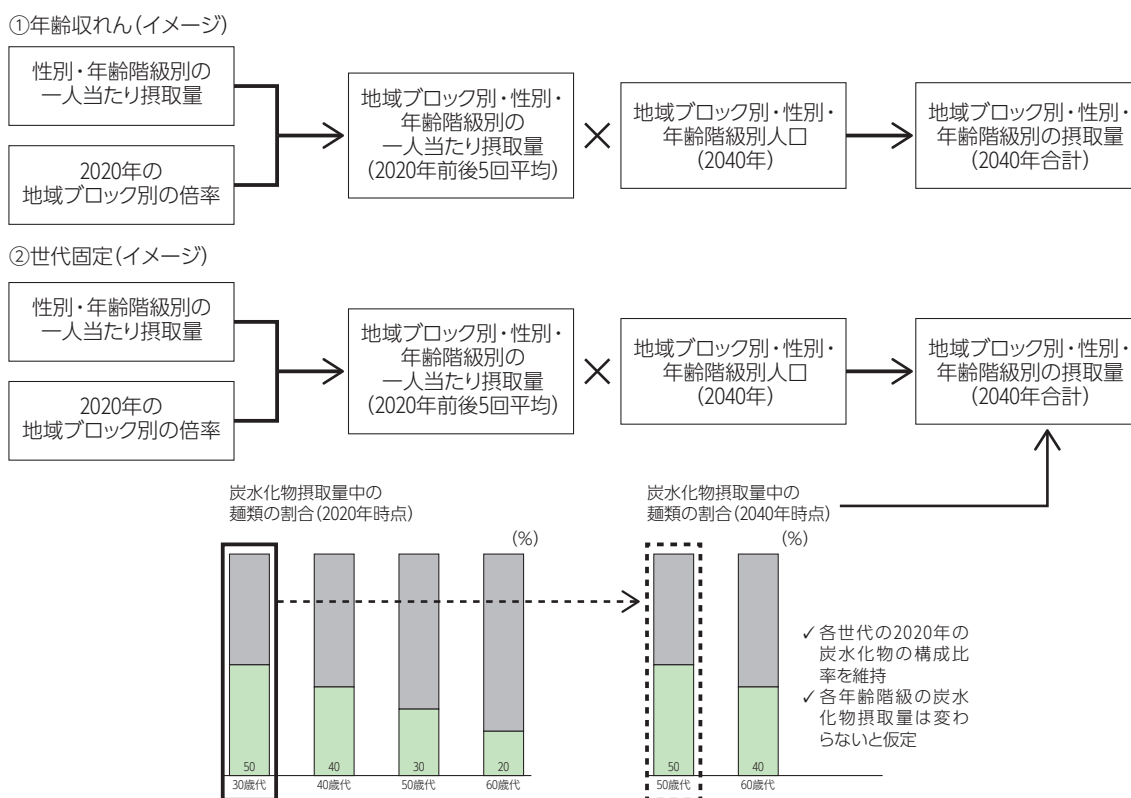 ①年齢収れん(イメージ)
性別・年齢階級別の
一人当たり摂取量
2020年の
地域ブロック別の倍率
地域ブロック別・性別・
年齢階級別の
一人当たり摂取量
(2020年前後5回平均)
×
地域ブロック別・性別・
年齢階級別人口
(2040年)
地域ブロック別・性別・
年齢階級別の摂取量
(2040年合計)
②世代固定(イメージ)
性別・年齢階級別の
一人当たり摂取量
2020年の
地域ブロック別の倍率
地域ブロック別・性別・
年齢階級別の
一人当たり摂取量
(2020年前後5回平均)
×
地域ブロック別・性別・
年齢階級別人口
(2040年)
地域ブロック別・性別・
年齢階級別の摂取量
(2040年合計)
炭水化物摂取量中の
麺類の割合(2020年時点)
(%)
50 40 30 20
30歳代 40歳代 50歳代 60歳代
炭水化物摂取量中の
麺類の割合(2040年時点)
(%)
50 40
50歳代 60歳代
✓各世代の2020年の
炭水化物の構成比
率を維持
✓各年齢階級の炭水
化物摂取量は変わ
らないと仮定